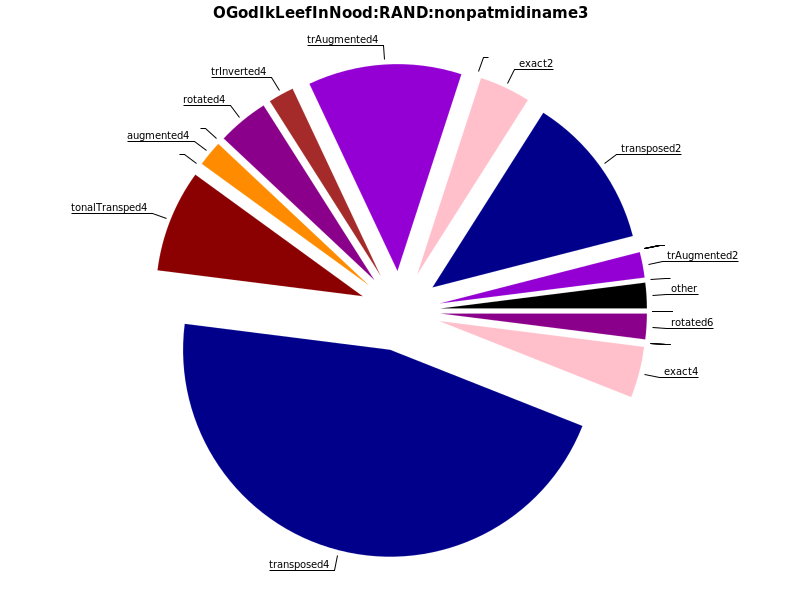 OGodIkLeefInNood:RAND:nonpatmidiname3
trAugmented4
exact2
trInverted4
rotated4
augmented4
transposed2
tonalTransped4
trAugmented2
other
rotated6
exact4
transposed4